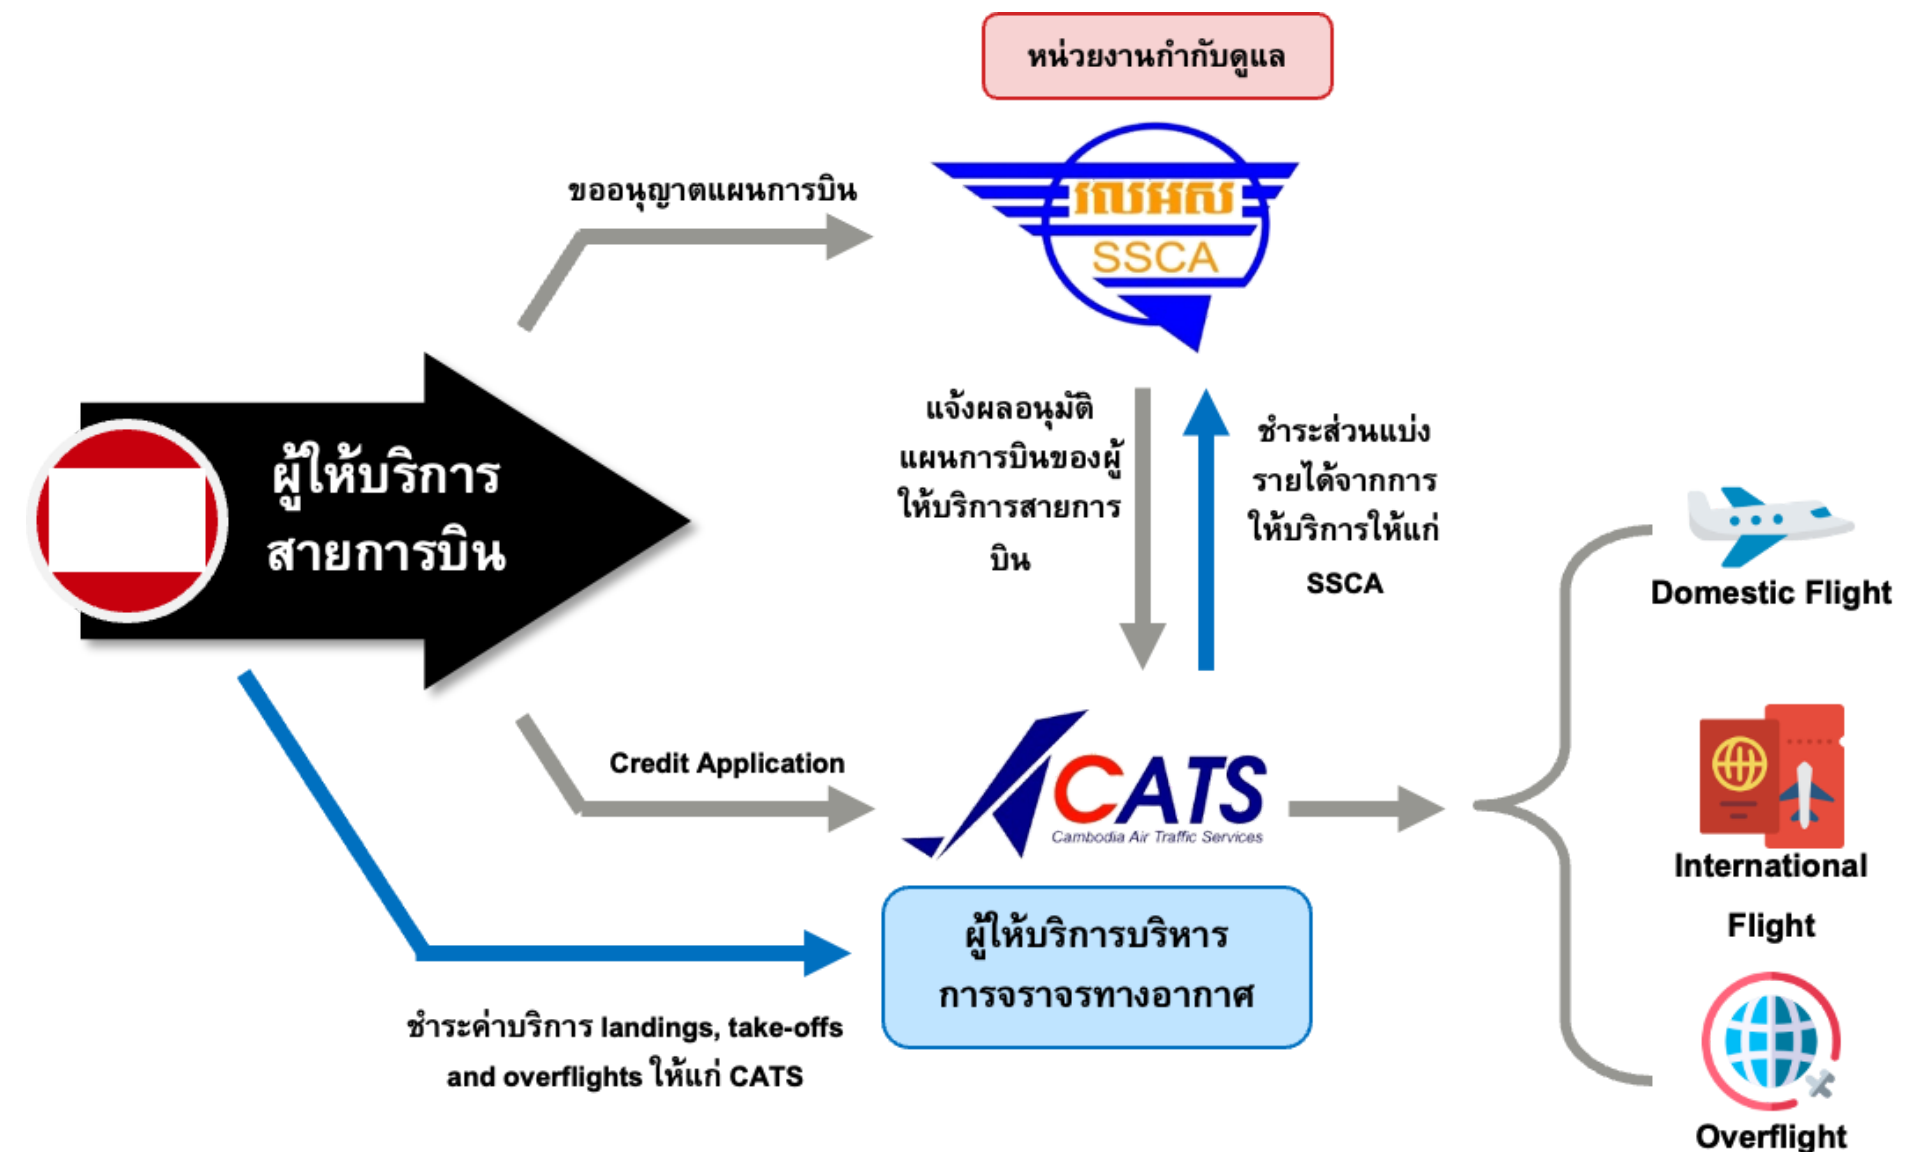 หน่วยงานกำกับดูแล
ขออนุญาตแผนการบิน
រលអស
SSCA
ผู้ให้บริการ
สายการบิน
แจ้งผลอนุมัติ
แผนการบินของผู้
ให้บริการสายการ
บิน
ชำระส่วนแบ่ง
รายได้จากการ
ให้บริการให้แก่
SSCA
Domestic Flight
Credit Application
CATS
Cambodia Air Traffic Services
International
Flight
ผู้ให้บริการบริหาร
การจราจรทางอากาศ
ชำระค่าบริการ landings, take-offs
and overflights ให้แก่ CATS
Overflight